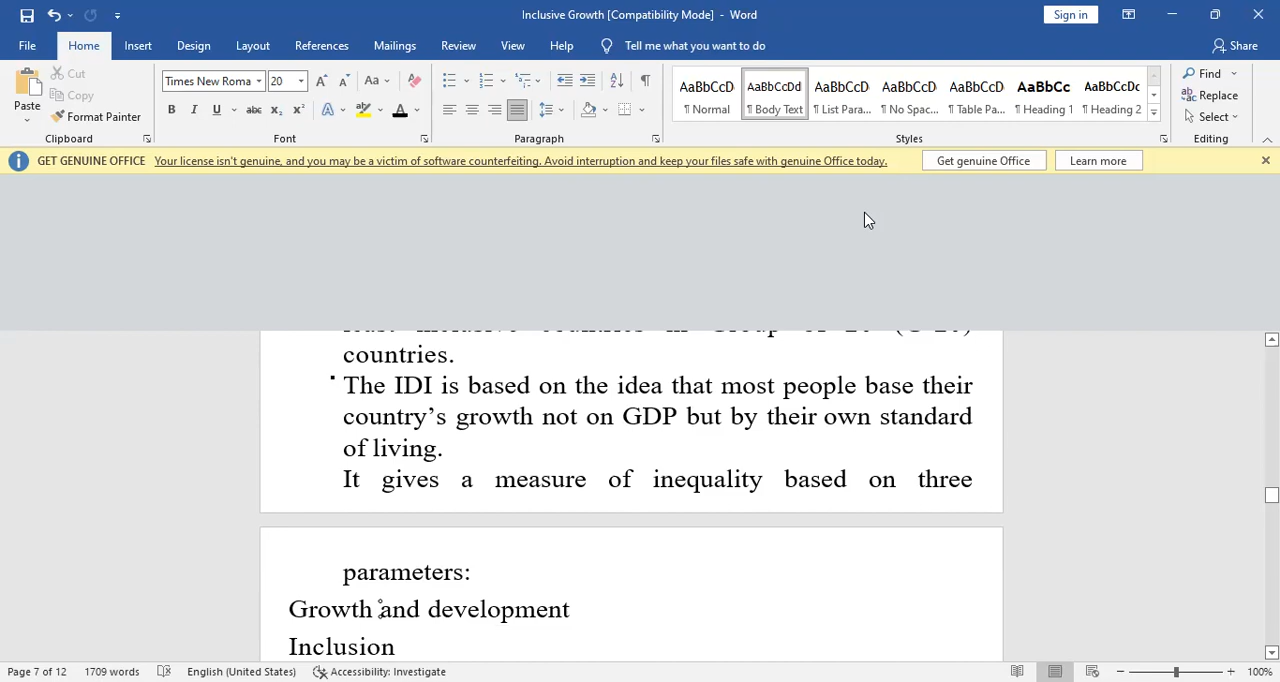 Inclusive Growth [Compatibility Mode] - Word
Sign in
File Home Insert Design Layout References Mailings Review View Help Tell me what you want to do Share
Paste
Cut
Copy
Format Painter
Clipboard
Times New Roma 20
Font
Paragraph
AaBbCcD AaBbCcDd AaBbCcD AaBbCcD AaBbCcD AaBbCc AaBbCcDc
¶ Normal ¶ Body Text ¶ List Para... ¶ No Spac... ¶ Table Pa... ¶ Heading 1 ¶ Heading 2
Styles
Find
Replace
Select
Editing
GET GENUINE OFFICE Your license isn't genuine, and you may be a victim of software counterfeiting. Avoid interruption and keep your files safe with genuine Office today. Get genuine Office Learn more
countries.
The IDI is based on the idea that most people base their
country’s growth not on GDP but by their own standard
of living.
It gives a measure of inequality based on three
parameters:
Growth and development
Inclusion
Page 7 of 12 1709 words English (United States) Accessibility: Investigate 100%